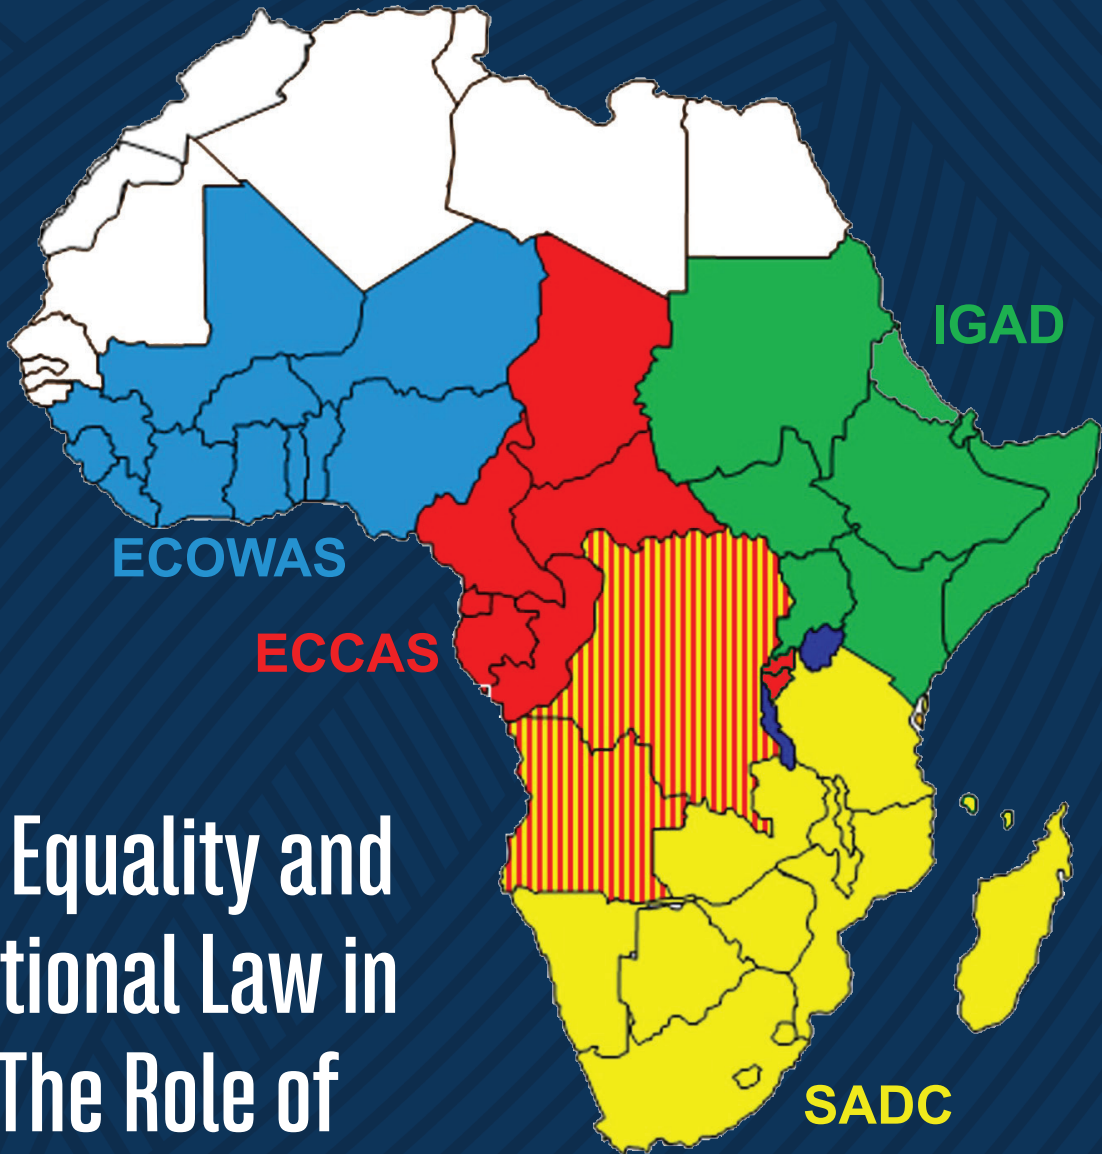 IGAD
ECOWAS
ECCAS
Equality and
tional Law in
The Role of
SADC